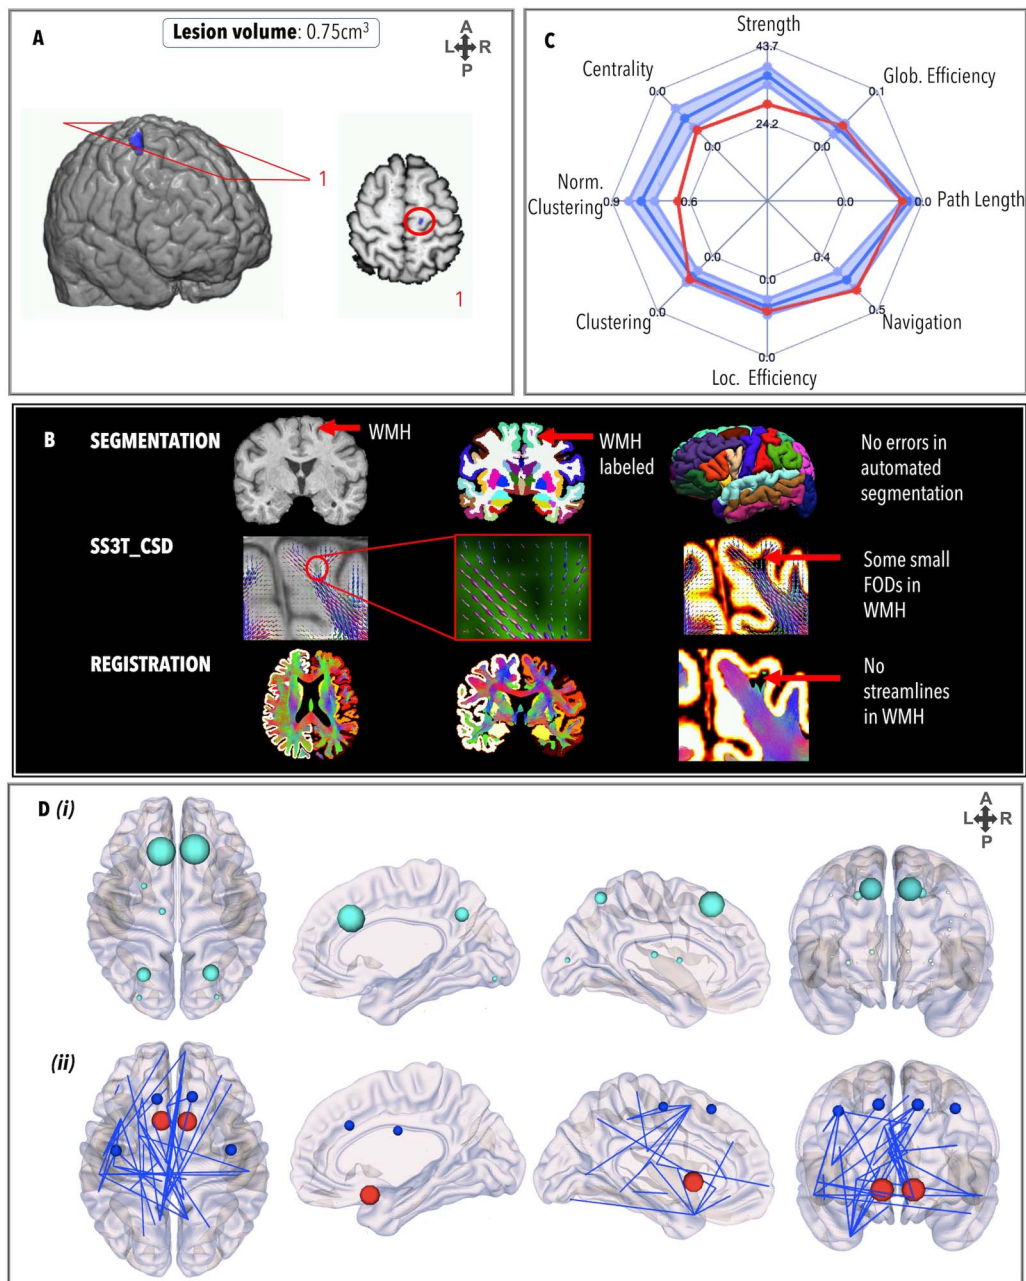 A
Lesion volume: 0.75cm³
A
L R
P
1
1
C
Strength
43.7
Centrality
Glob. Efficiency
0.0
0.1
24.2
0.0
0.0
Norm.
Clustering
0.9
0.6
0.0
0.0
Path Length
0.0
0.4
0.0
Clustering
0.0
0.5
Navigation
0.0
Loc. Efficiency
B
SEGMENTATION
WMH
WMH
labeled
No errors in
automated
segmentation
SS3T_CSD
Some small
FODs in
WMH
REGISTRATION
No
streamlines
in WMH
D (i)
A
L R
P
(ii)